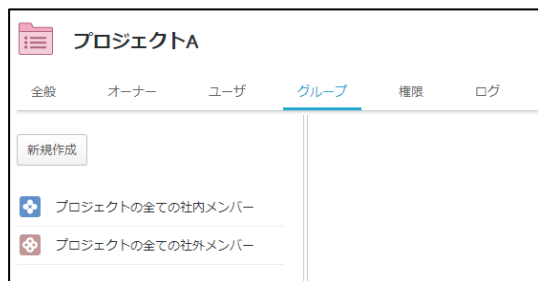 プロジェクトA
全般 オーナー ユーザ グループ 権限 ログ
新規作成
プロジェクトの全ての社内メンバー
プロジェクトの全ての社外メンバー